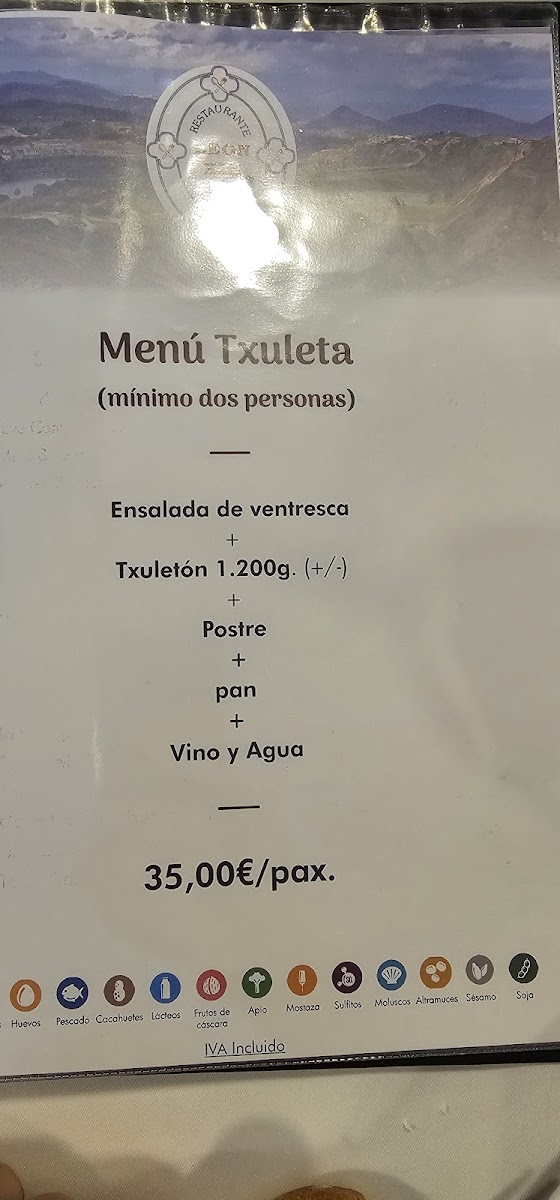 RESTAURANTE
Menú Txuleta
(mínimo dos personas)
Ensalada de ventresca
+
Txuletón 1.200g. (+/-)
+
Postre
+
pan
+
Vino y Agua
35,00€/pax.
Huevos Pescado Cacahuetes Lácteos Frutos de cáscara Apio Mostaza Sulfitos Moluscos Altramuces Sésamo Soja
IVA Incluido